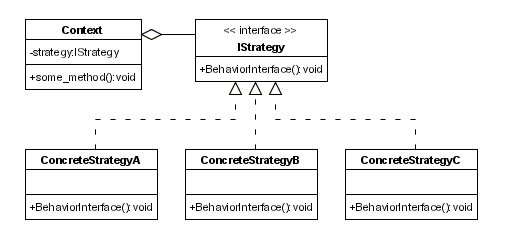 Context
-strategy:IStrategy
+some_method():void
<< interface >>
IStrategy
+BehaviorInterface():void
ConcreteStrategyA
+BehaviorInterface():void
ConcreteStrategyB
+BehaviorInterface():void
ConcreteStrategyC
+BehaviorInterface():void